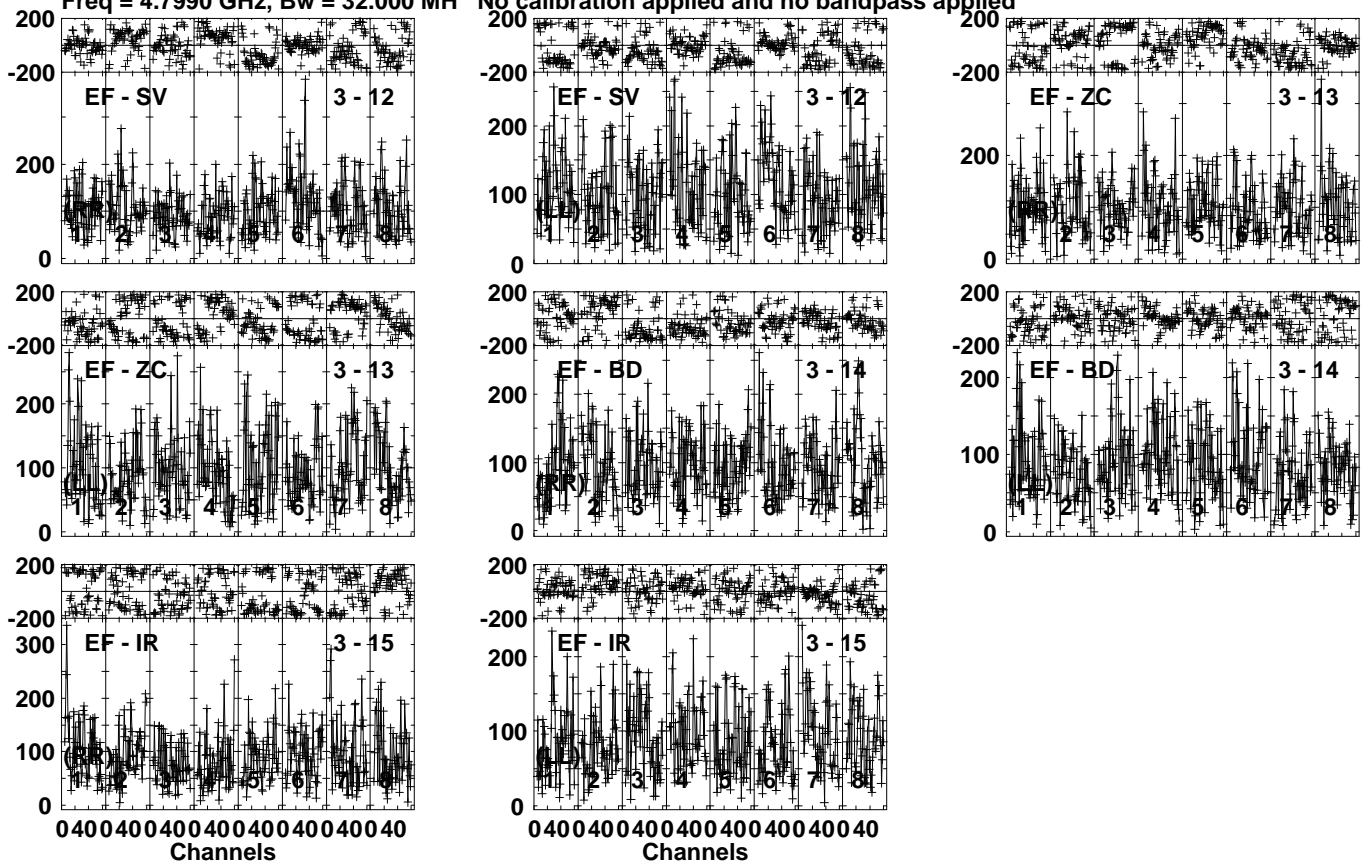 Freq = 4.7990 GHz, Bw = 32.000 MH No calibration applied and no bandpass applied
200
-200
EF - SV 3 - 12
200
0
(RR)
1 2 3 4 5 6 7 8
200
-200
EF - SV 3 - 12
200
100
0
(LL)
1 2 3 4 5 6 7 8
200
-200
EF - ZC 3 - 13
200
0
(RR)
1 2 3 4 5 6 7 8
200
-200
EF - ZC 3 - 13
200
100
0
(LL)
1 2 3 4 5 6 7 8
200
-200
EF - BD 3 - 14
200
100
0
(RR)
1 2 3 4 5 6 7 8
200
-200
EF - BD 3 - 14
200
100
0
(LL)
1 2 3 4 5 6 7 8
200
-200
EF - IR 3 - 15
300
200
100
0
(RR)
1 2 3 4 5 6 7 8
0 40 0 40 0 40 0 40 0 40 0 40 0 40 0 40
Channels
200
-200
EF - IR 3 - 15
200
100
0
(LL)
1 2 3 4 5 6 7 8
0 40 0 40 0 40 0 40 0 40 0 40 0 40 0 40
Channels